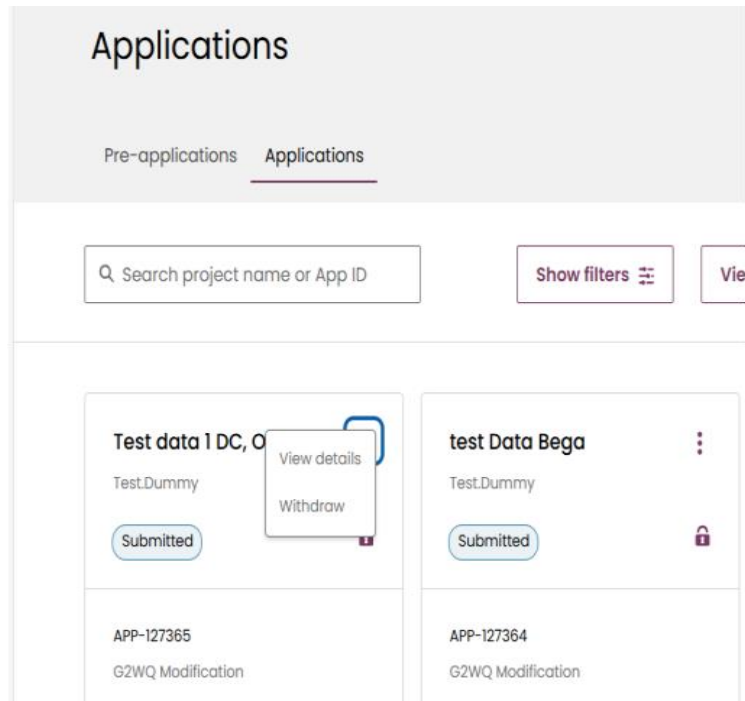 Applications
Pre-applications Applications
Search project name or App ID
Show filters
Test data 1 DC,
View details
Withdraw
Test.Dummy
Submitted
APP-127365
G2WQ Modification
test Data Bega
Test.Dummy
Submitted
APP-127364
G2WQ Modification